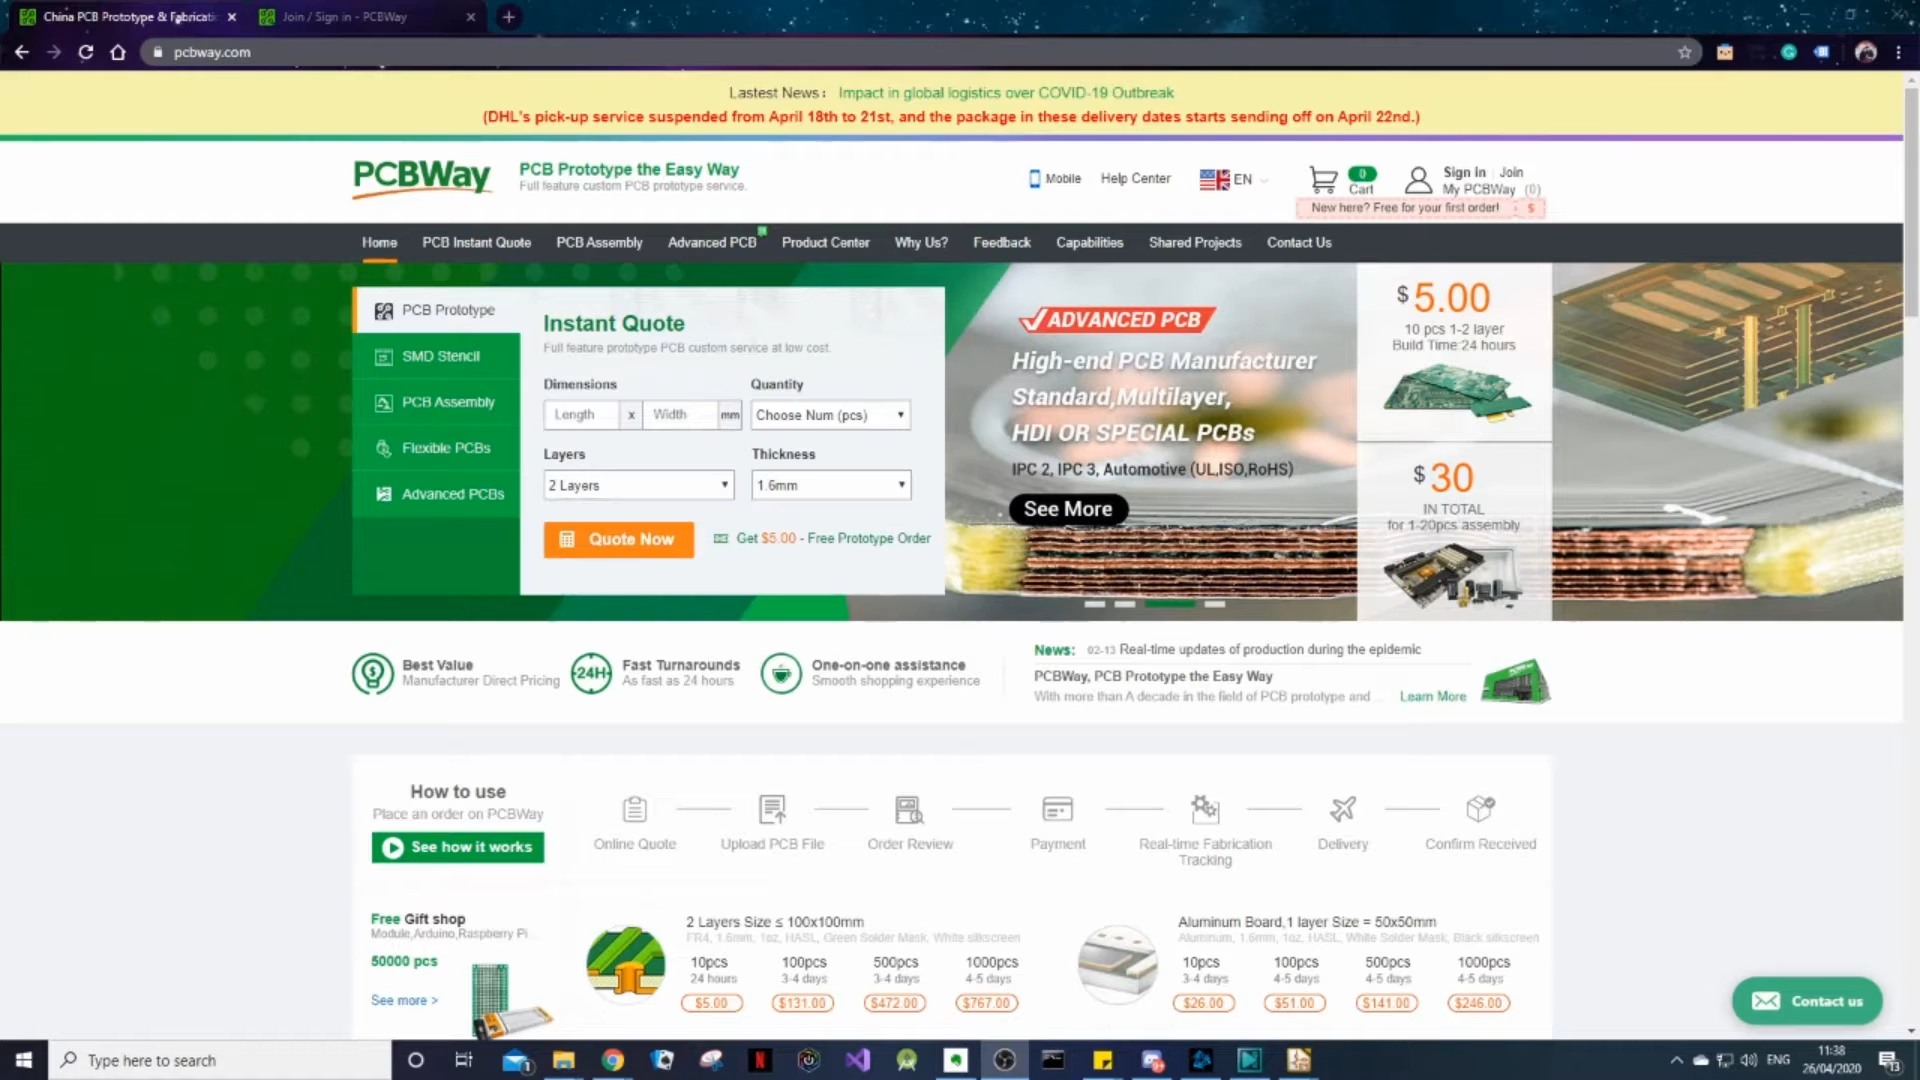 China PCB Prototype & Fabricati
Join / Sign in - PCBWay
pcbway.com
Lastest News : Impact in global logistics over COVID-19 Outbreak
(DHL's pick-up service suspended from April 18th to 21st, and the package in these delivery dates starts sending off on April 22nd.)
PCBWay
PCB Prototype the Easy Way
Full feature custom PCB prototype service.
Mobile
Help Center
EN
0
Cart
Sign In | Join
My PCBWay (0)
New here? Free for your first order! $
Home PCB Instant Quote PCB Assembly Advanced PCB Product Center Why Us? Feedback Capabilities Shared Projects Contact Us
PCB Prototype
SMD Stencil
PCB Assembly
Flexible PCBs
Advanced PCBs
Instant Quote
Full feature prototype PCB custom service at low cost.
Dimensions Quantity
Length x Width mm Choose Num (pcs)
Layers Thickness
2 Layers 1.6mm
Quote Now
Get $5.00 - Free Prototype Order
ADVANCED PCB
High-end PCB Manufacturer
Standard,Multilayer,
HDI OR SPECIAL PCBs
IPC 2, IPC 3, Automotive (UL,ISO,RoHS)
See More
$ 5.00
10 pcs 1-2 layer
Build Time:24 hours
$ 30
IN TOTAL
for 1-20pcs assembly
Best Value
Manufacturer Direct Pricing
24H
Fast Turnarounds
As fast as 24 hours
One-on-one assistance
Smooth shopping experience
News: 02-13 Real-time updates of production during the epidemic
PCBWay, PCB Prototype the Easy Way
With more than A decade in the field of PCB prototype and ... Learn More
How to use
Place an order on PCBWay
See how it works
Online Quote
Upload PCB File
Order Review
Payment
Real-time Fabrication
Tracking
Delivery
Confirm Received
Free Gift shop
Module,Arduino,Raspberry Pi...
50000 pcs
See more >
2 Layers Size ≤ 100x100mm
FR4, 1.6mm, 1oz, HASL, Green Solder Mask, White silkscreen
10pcs 100pcs 500pcs 1000pcs
24 hours 3-4 days 3-4 days 4-5 days
$5.00 $131.00 $472.00 $767.00
Aluminum Board,1 layer Size = 50x50mm
Aluminum, 1.6mm, 1oz, HASL, White Solder Mask, Black silkscreen
10pcs 100pcs 500pcs 1000pcs
3-4 days 4-5 days 4-5 days 4-5 days
$26.00 $51.00 $141.00 $246.00
Contact us
Type here to search
ENG
11:38
26/04/2020
13